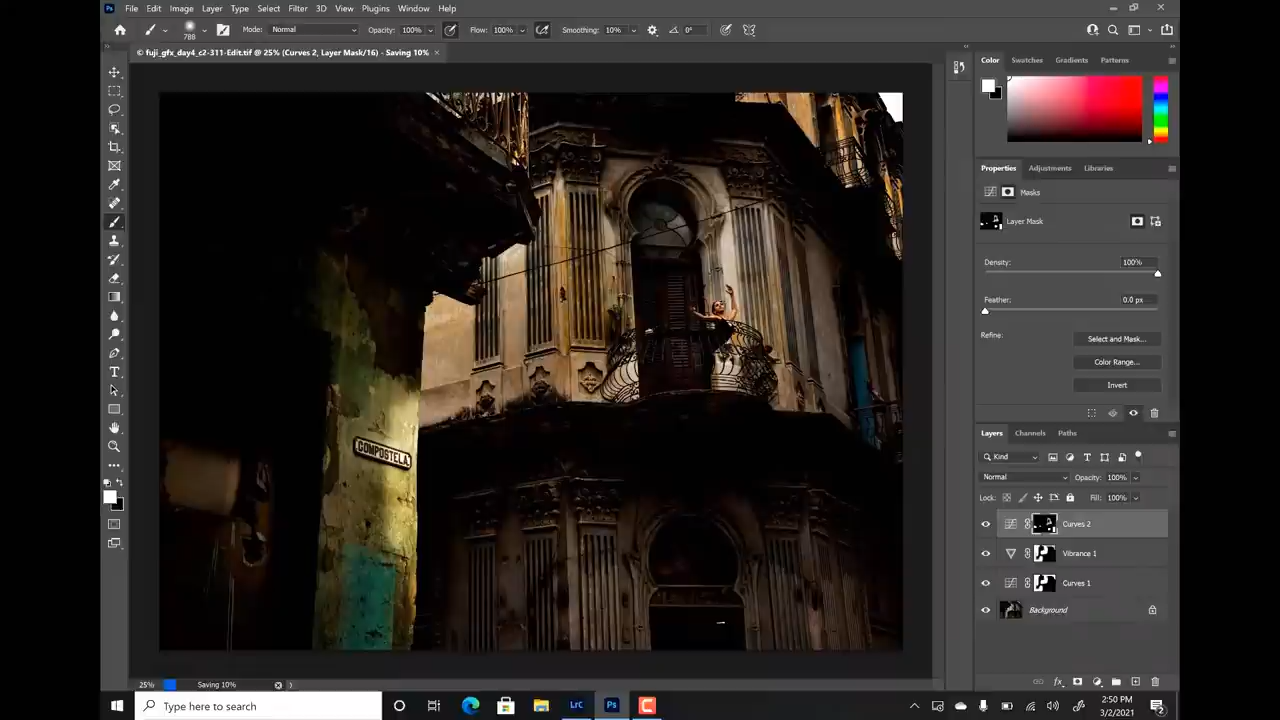 File Edit Image Layer Type Select Filter 3D View Plugins Window Help
788 Mode: Normal Opacity: 100% Flow: 100% Smoothing: 10% 0°
fuji_gfx_day4_c2-311-Edit.tif @ 25% (Curves 2, Layer Mask/16) - Saving 10% ×
Color Swatches Gradients Patterns
Properties Adjustments Libraries
Masks
Layer Mask
Density: 100%
Feather: 0.0 px
Refine: Select and Mask...
Color Range...
Invert
COMPOSTELA
Layers Channels Paths
Kind
Normal Opacity: 100%
Lock: Fill: 100%
Curves 2
Vibrance 1
Curves 1
Background
25% Saving 10%
Type here to search
LrC Ps
2:50 PM
3/2/2021